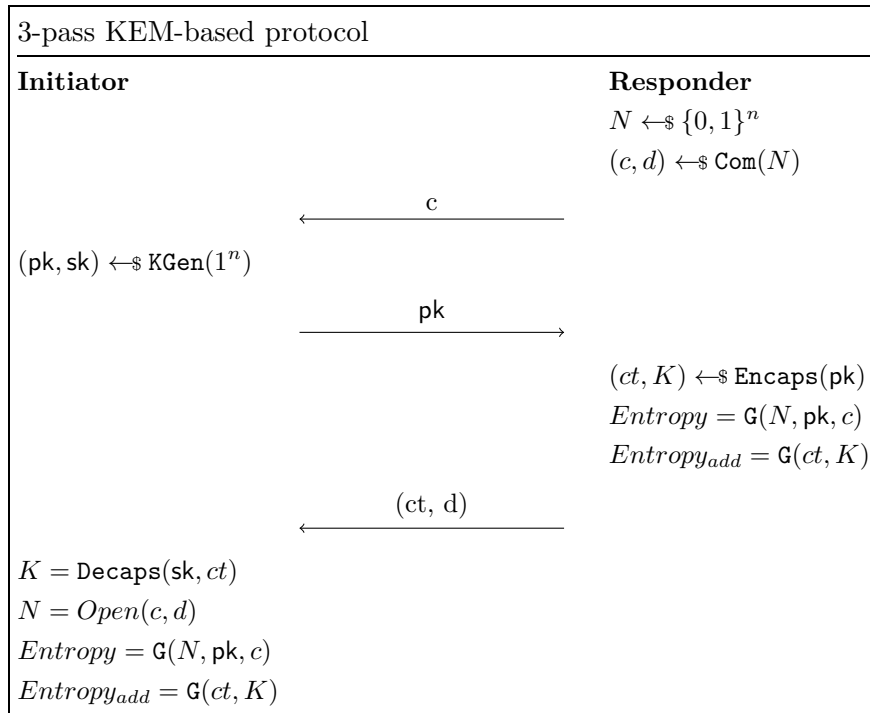 3-pass KEM-based protocol
Initiator Responder
N ←$ {0, 1}ⁿ
(c, d) ←$ Com(N)
c
(pk, sk) ←$ KGen(1ⁿ)
pk
(ct, K) ←$ Encaps(pk)
Entropy = G(N, pk, c)
Entropy_add = G(ct, K)
(ct, d)
K = Decaps(sk, ct)
N = Open(c, d)
Entropy = G(N, pk, c)
Entropy_add = G(ct, K)